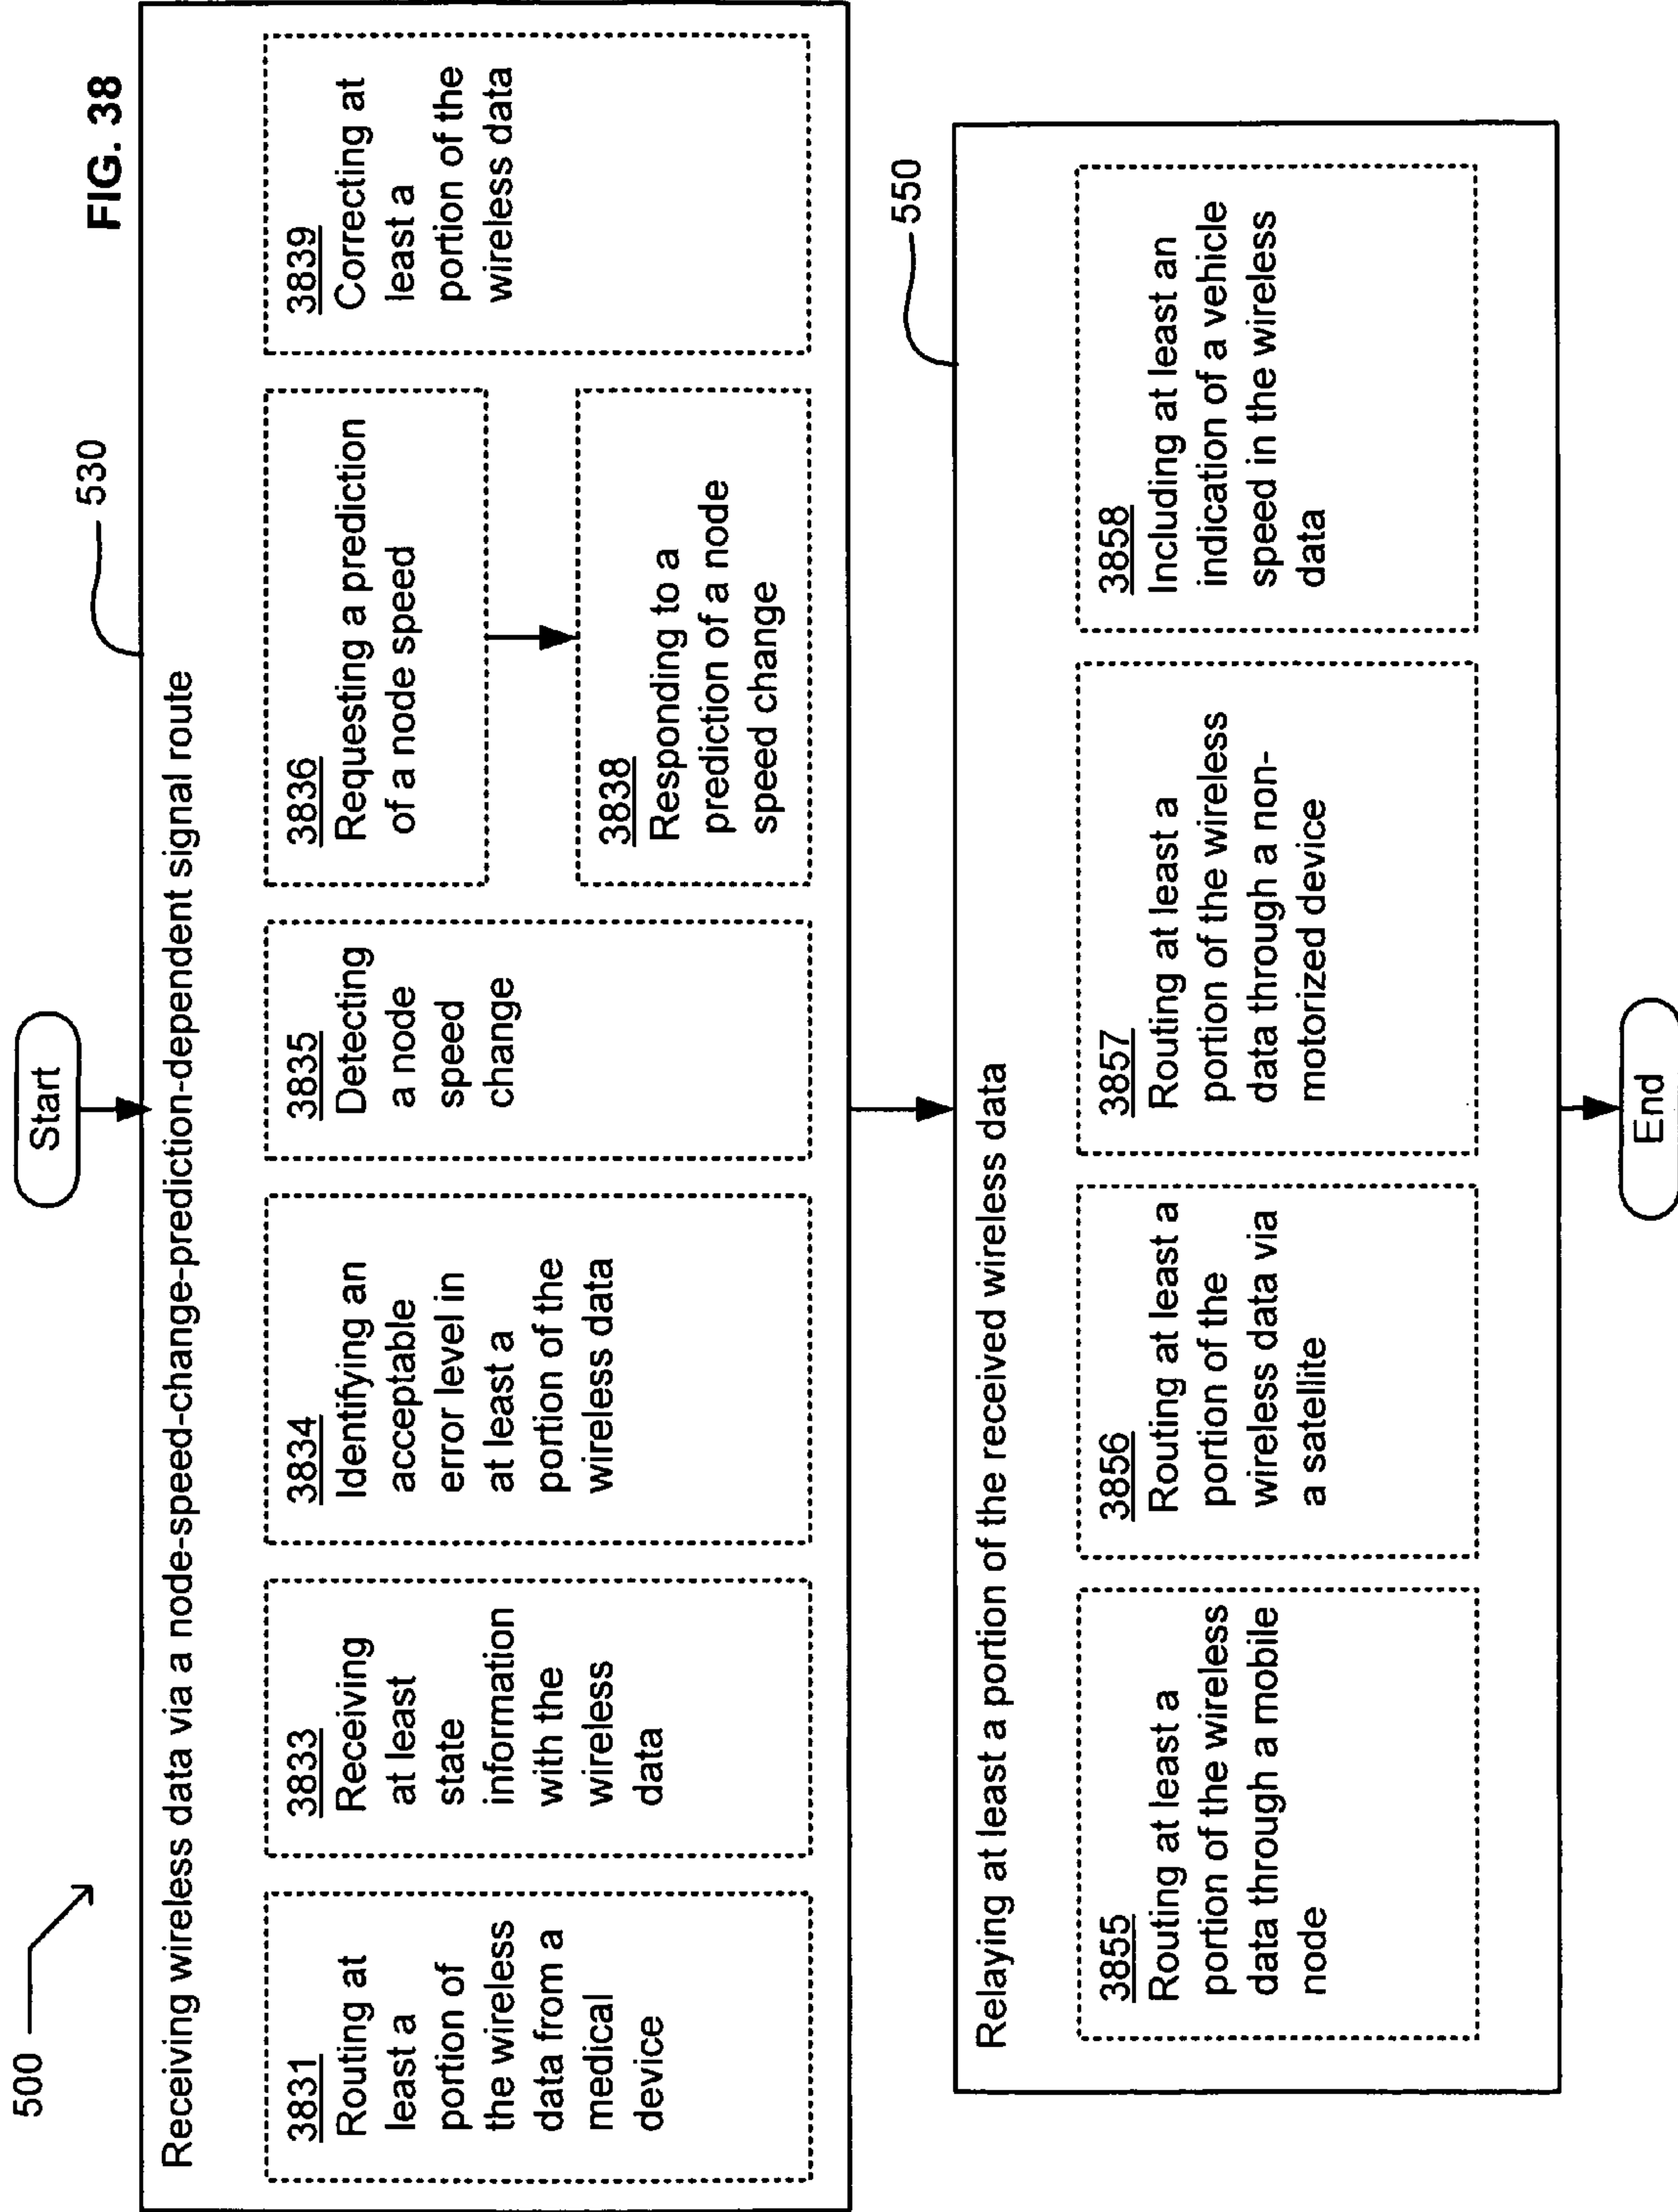 FIG. 38
500
Start
530
Receiving wireless data via a node-speed-change-prediction-dependent signal route
3831
Routing at
least a
portion of
the wireless
data from a
medical
device
3833
Receiving
at least
state
information
with the
wireless
data
3834
Identifying an
acceptable
error level in
at least a
portion of the
wireless data
3835
Detecting
a node
speed
change
3836
Requesting a prediction
of a node speed
3838
Responding to a
prediction of a node
speed change
3839
Correcting at
least a
portion of the
wireless data
550
Relaying at least a portion of the received wireless data
3855
Routing at least a
portion of the wireless
data through a mobile
node
3856
Routing at least a
portion of the
wireless data via
a satellite
3857
Routing at least a
portion of the wireless
data through a non-
motorized device
3858
Including at least an
indication of a vehicle
speed in the wireless
data
End